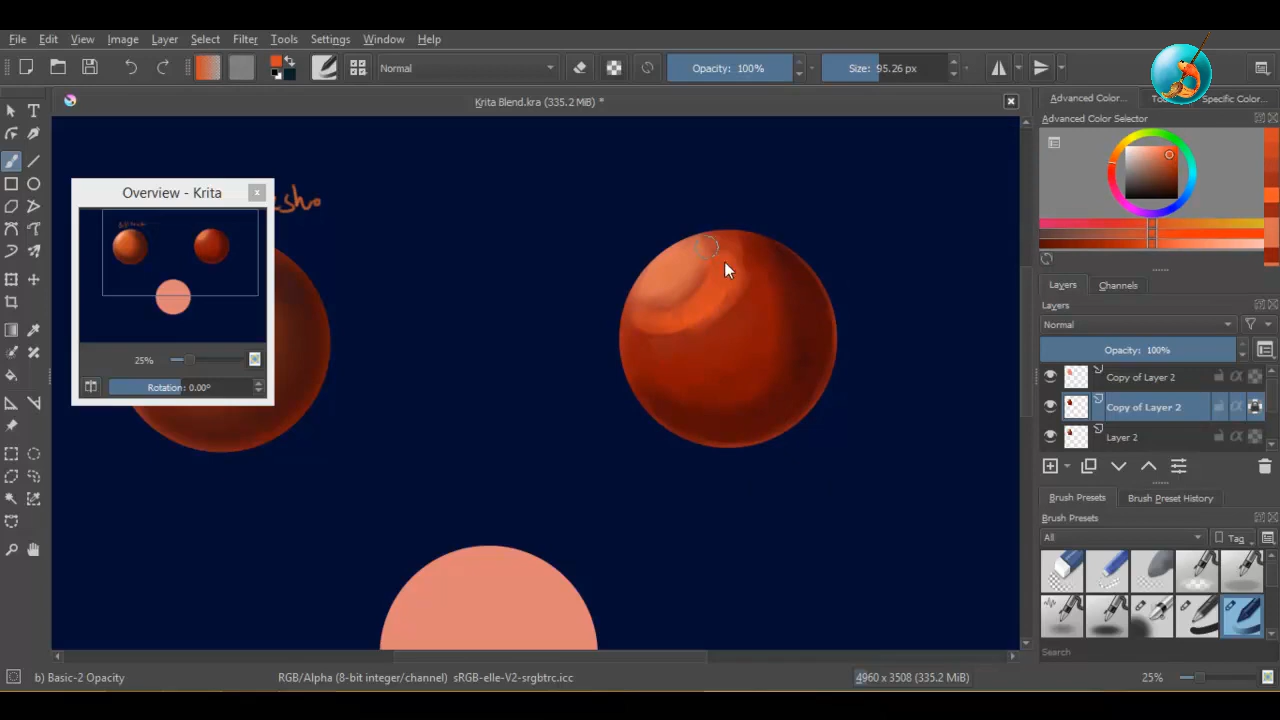 File Edit View Image Layer Select Filter Tools Settings Window Help
Normal
Opacity: 100%
Size: 95.26 px
Krita Blend.kra (335.2 MiB) *
Advanced Color...
Specific Color...
Advanced Color Selector
Overview - Krita
25%
Rotation: 0.00°
Layers Channels
Layers
Normal
Opacity: 100%
Copy of Layer 2
Copy of Layer 2
Layer 2
Brush Presets Brush Preset History
Brush Presets
All
Tag
Search
b) Basic-2 Opacity
RGB/Alpha (8-bit integer/channel) sRGB-elle-V2-srgbtrc.icc
4960 x 3508 (335.2 MiB)
25%